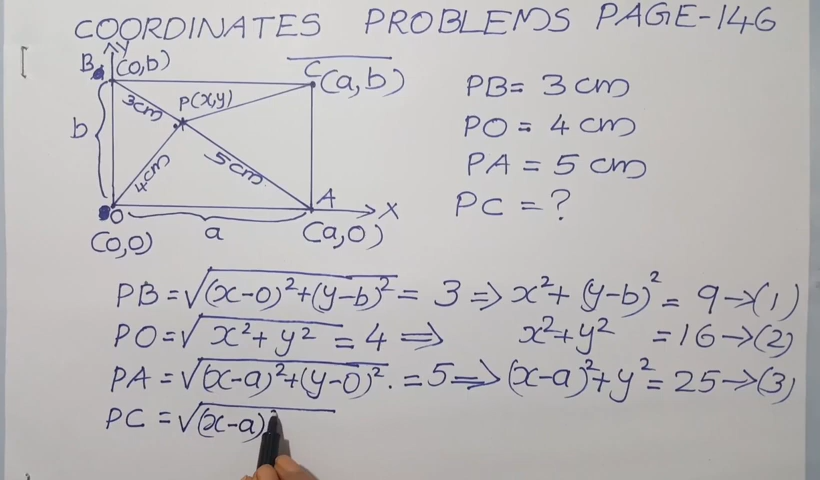 COORDINATES PROBLEMS PAGE-146
Y
B (0,b)
C (a,b)
P(x,y)
3cm
b
4cm
5cm
O
A
X
(0,0)
a
(a,0)
PB = 3 cm
PO = 4 cm
PA = 5 cm
PC = ?
PB = √(x-0)²+(y-b)² = 3 ⇒ x²+(y-b)² = 9 →(1)
PO = √x²+y² = 4 ⇒ x²+y² = 16 →(2)
PA = √(x-a)²+(y-0)². = 5 ⇒ (x-a)²+y² = 25 →(3)
PC = √(x-a)²